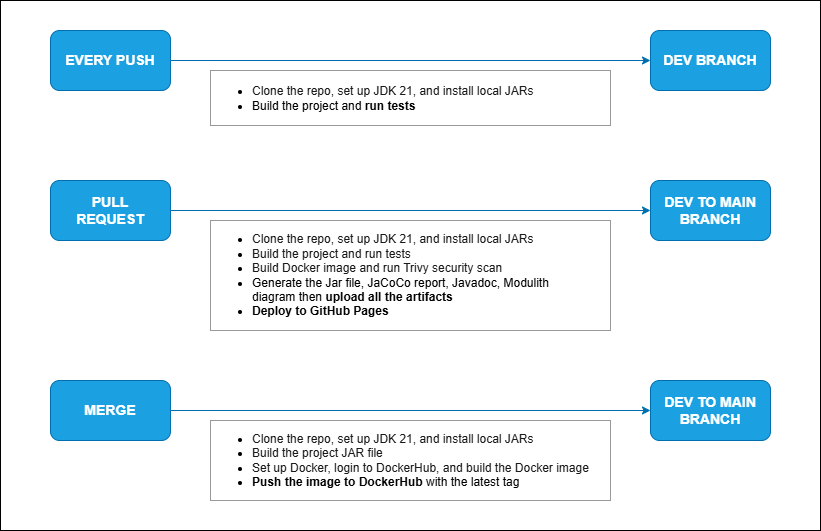 EVERY PUSH
DEV BRANCH
• Clone the repo, set up JDK 21, and install local JARs
• Build the project and run tests
PULL
REQUEST
DEV TO MAIN
BRANCH
• Clone the repo, set up JDK 21, and install local JARs
• Build the project and run tests
• Build Docker image and run Trivy security scan
• Generate the Jar file, JaCoCo report, Javadoc, Modulith
diagram then upload all the artifacts
• Deploy to GitHub Pages
MERGE
DEV TO MAIN
BRANCH
• Clone the repo, set up JDK 21, and install local JARs
• Build the project JAR file
• Set up Docker, login to DockerHub, and build the Docker image
• Push the image to DockerHub with the latest tag